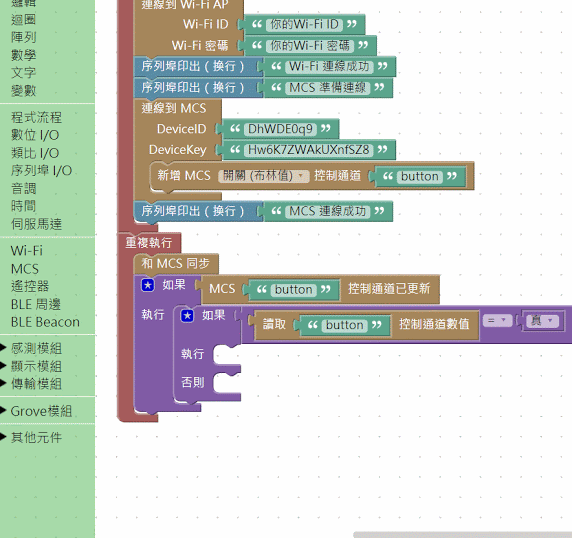 邏輯
迴圈
陣列
數學
文字
變數
程式流程
數位 I/O
類比 I/O
序列埠 I/O
音調
時間
伺服馬達
Wi-Fi
MCS
遙控器
BLE 周邊
BLE Beacon
感測模組
顯示模組
傳輸模組
Grove模組
其他元件
連線到 Wi-Fi AP
Wi-Fi ID “ 你的Wi-Fi ID ”
Wi-Fi 密碼 “ 你的Wi-Fi 密碼 ”
序列埠印出 ( 換行 ) “ Wi-Fi 連線成功 ”
序列埠印出 ( 換行 ) “ MCS 準備連線 ”
連線到 MCS
DeviceID “ DhWDE0q9 ”
DeviceKey “ Hw6K7ZWAkUXnfSZ8 ”
新增 MCS 開關 (布林值) 控制通道 “ button ”
序列埠印出 ( 換行 ) “ MCS 連線成功 ”
重複執行
和 MCS 同步
如果 MCS “ button ” 控制通道已更新
執行 如果 讀取 “ button ” 控制通道數值 = 真
執行
否則